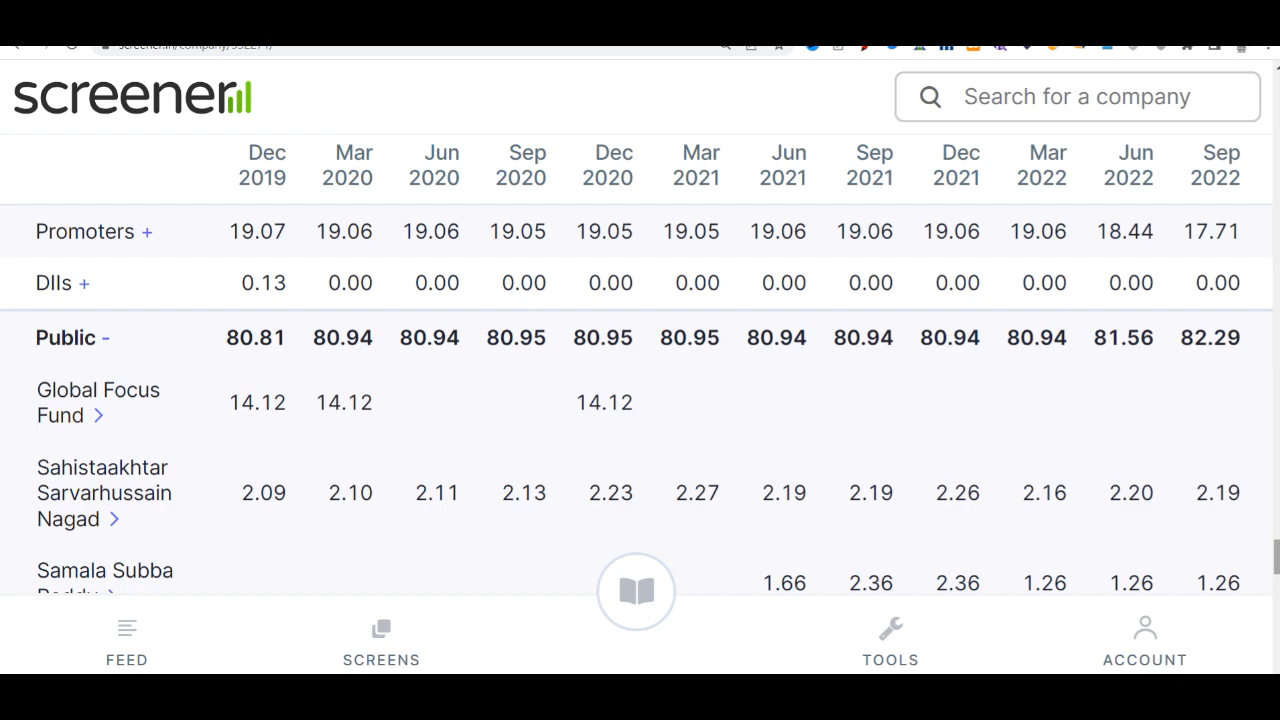 screener
Search for a company
Dec Mar Jun Sep Dec Mar Jun Sep Dec Mar Jun Sep
2019 2020 2020 2020 2020 2021 2021 2021 2021 2022 2022 2022
Promoters + 19.07 19.06 19.06 19.05 19.05 19.05 19.06 19.06 19.06 19.06 18.44 17.71
DIIs + 0.13 0.00 0.00 0.00 0.00 0.00 0.00 0.00 0.00 0.00 0.00 0.00
Public - 80.81 80.94 80.94 80.95 80.95 80.95 80.94 80.94 80.94 80.94 81.56 82.29
Global Focus
Fund > 14.12 14.12 14.12
Sahistaakhtar
Sarvarhussain 2.09 2.10 2.11 2.13 2.23 2.27 2.19 2.19 2.26 2.16 2.20 2.19
Nagad >
Samala Subba 1.66 2.36 2.36 1.26 1.26 1.26
FEED SCREENS TOOLS ACCOUNT